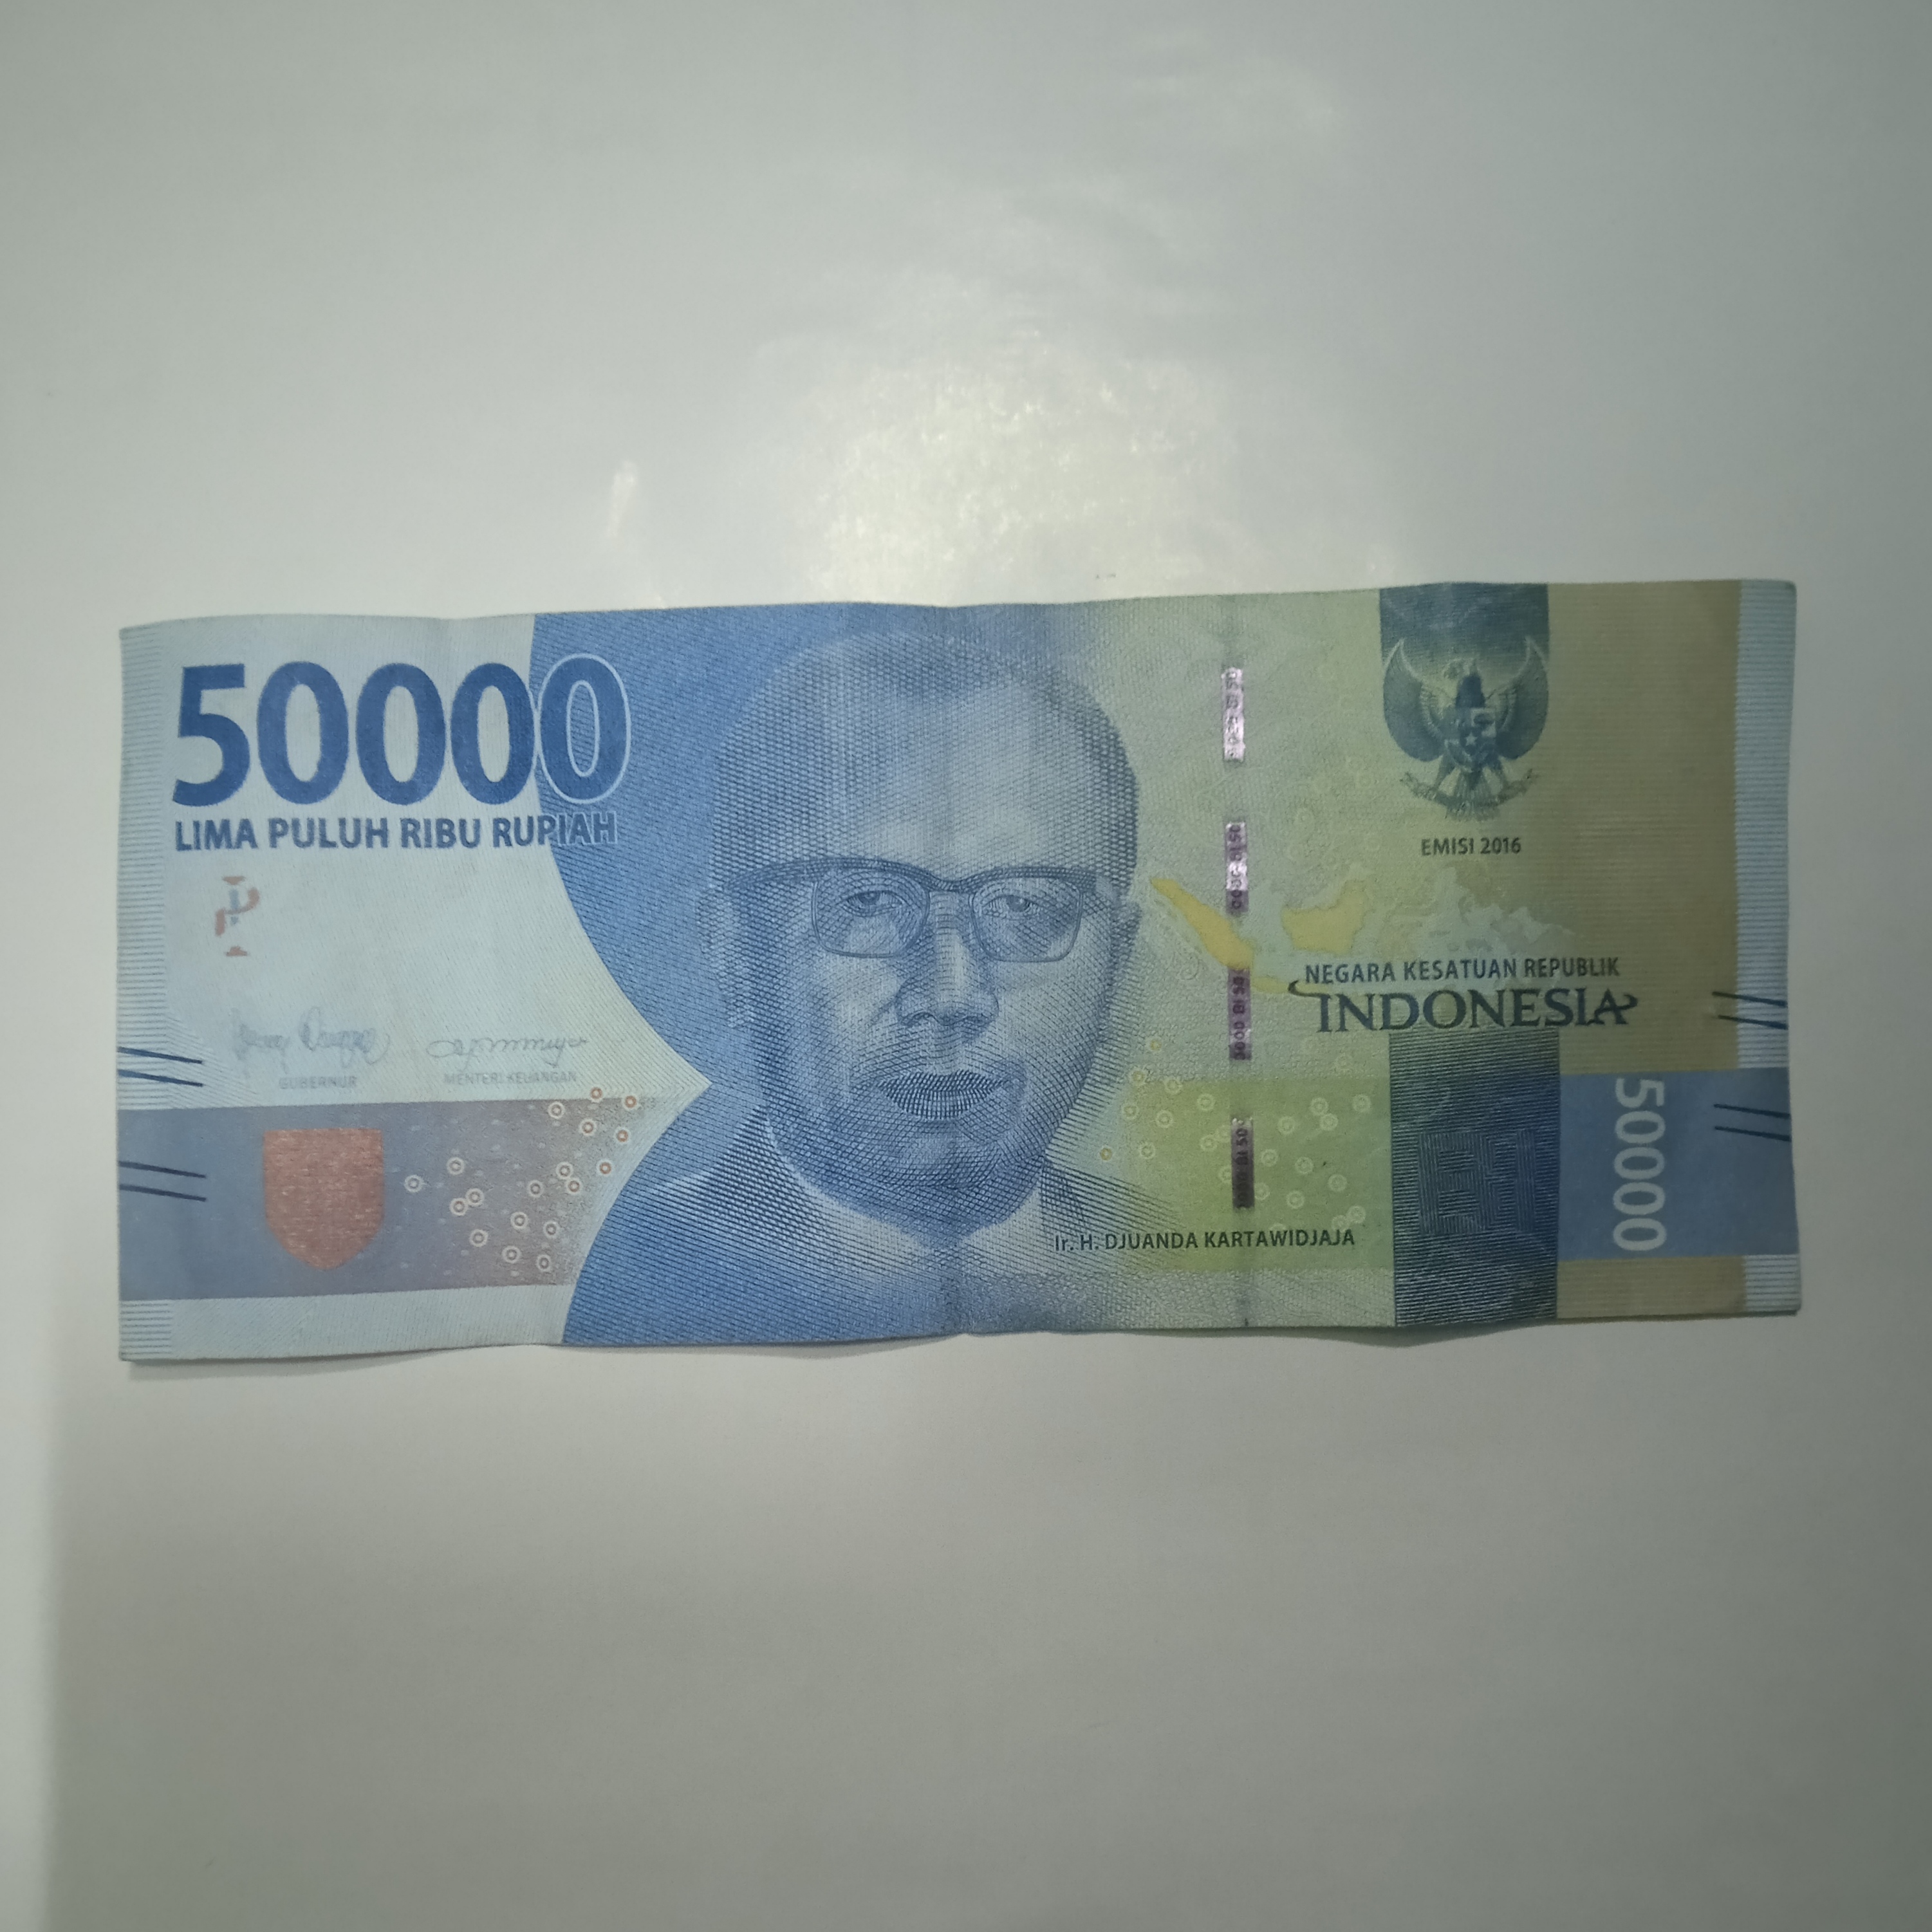 50000
LIMA PULUH RIBU RUPIAH
GUBERNUR
MENTERI KEUANGAN
EMISI 2016
NEGARA KESATUAN REPUBLIK
INDONESIA
Ir. H. DJUANDA KARTAWIDJAJA
50000